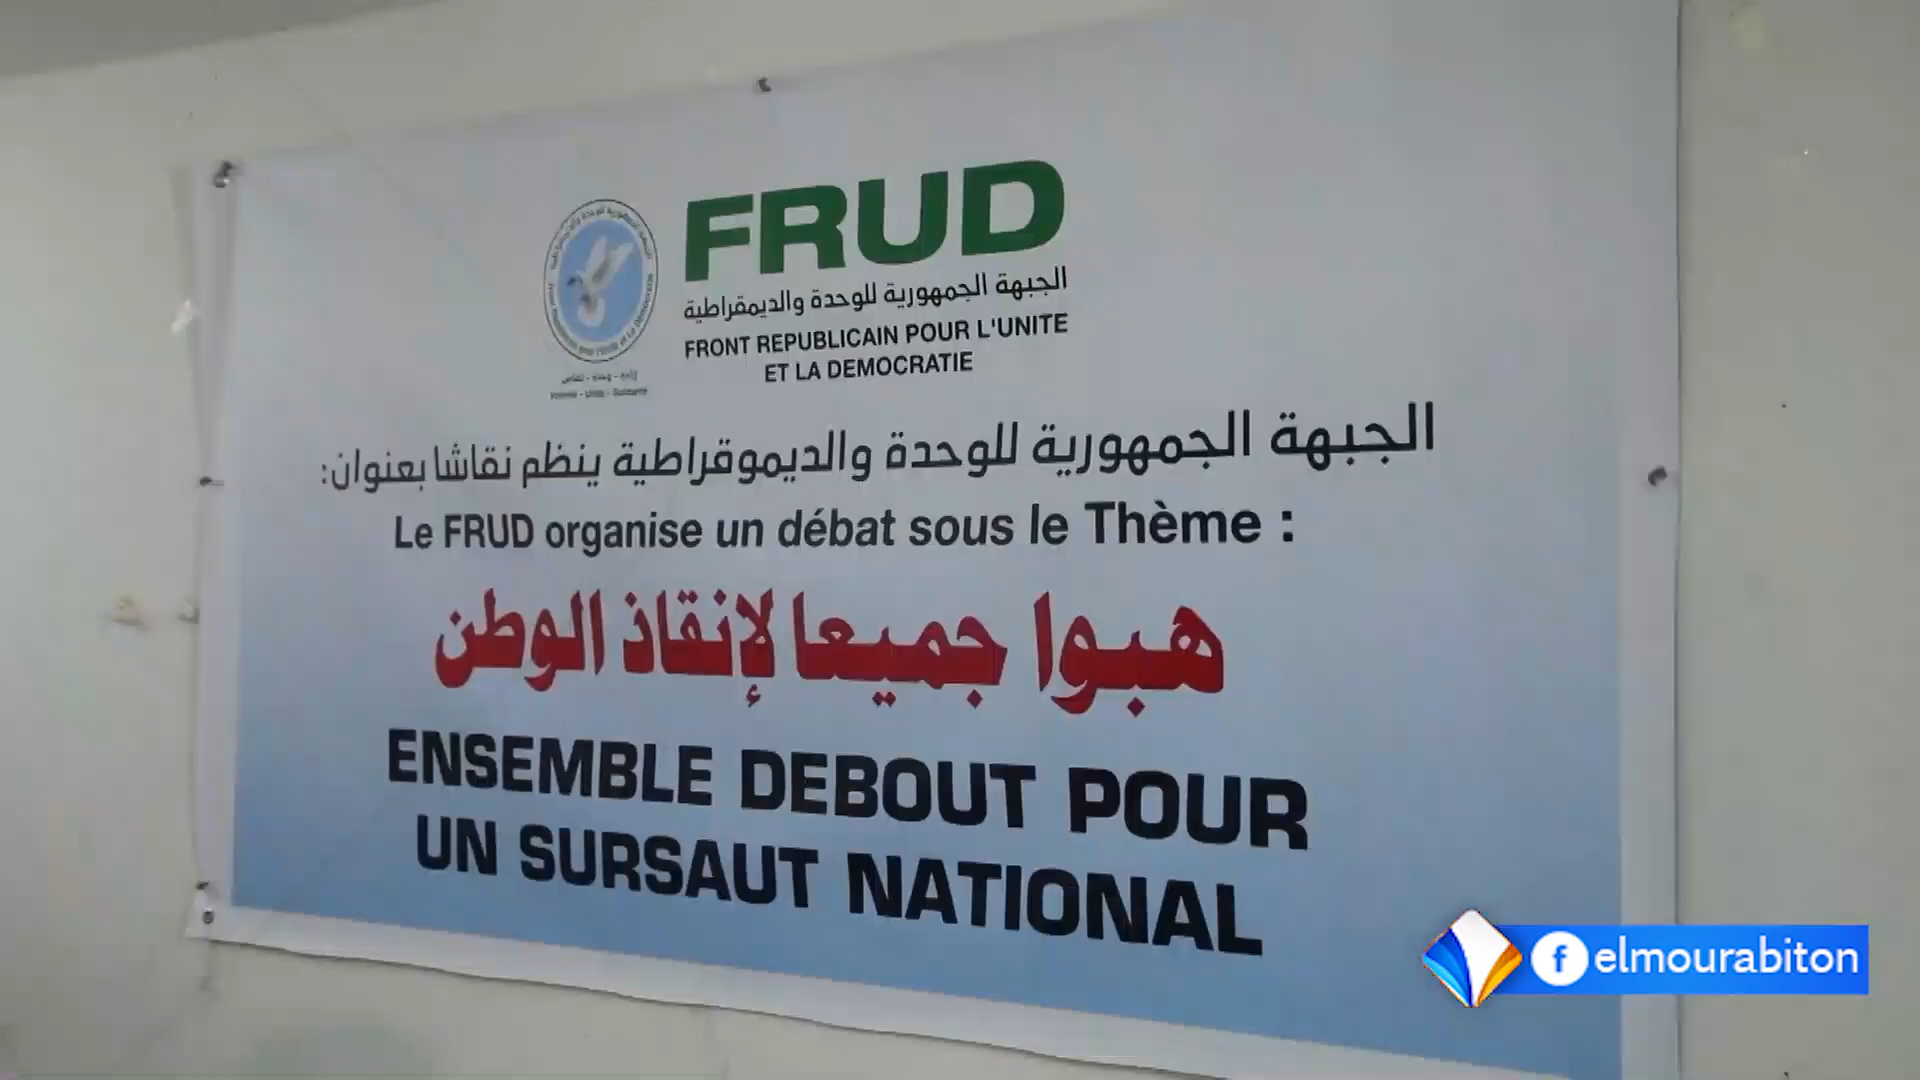 FRUD
الجبهة الجمهورية للوحدة والديمقراطية
FRONT REPUBLICAIN POUR L'UNITE
ET LA DEMOCRATIE
الجبهة الجمهورية للوحدة والديموقراطية ينظم نقاشا بعنوان:
Le FRUD organise un débat sous le Thème :
هبوا جميعا لإنقاذ الوطن
ENSEMBLE DEBOUT POUR
UN SURSAUT NATIONAL
elmourabiton